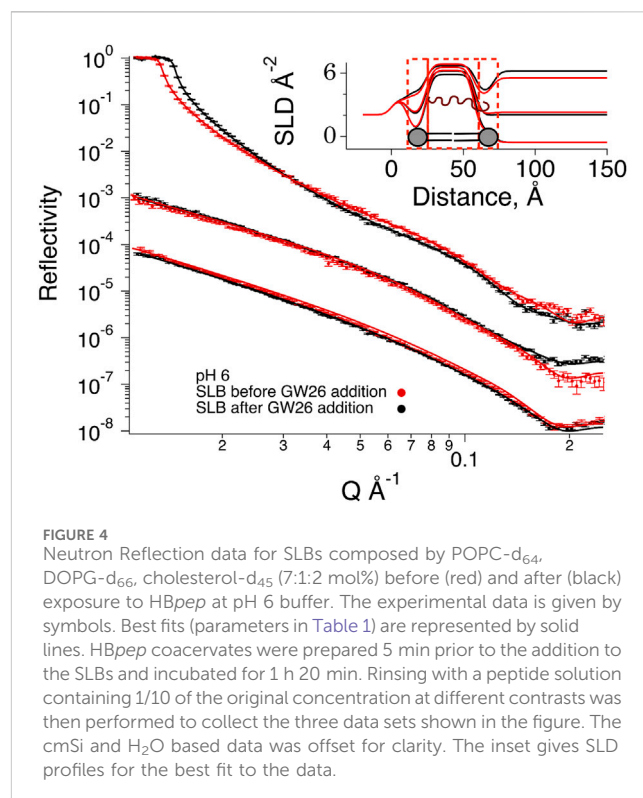 10⁰
10⁻¹
10⁻²
10⁻³
10⁻⁴
10⁻⁵
10⁻⁶
10⁻⁷
10⁻⁸
Reflectivity
SLD Å⁻²
6
0
0 50 100 150
Distance, Å
pH 6
SLB before GW26 addition
SLB after GW26 addition
2 3 4 5 6 7 8 9 0.1 2
Q Å⁻¹
FIGURE 4
Neutron Reflection data for SLBs composed by POPC-d₆₄,
DOPG-d₆₆, cholesterol-d₄₅ (7:1:2 mol%) before (red) and after (black)
exposure to HBpep at pH 6 buffer. The experimental data is given by
symbols. Best fits (parameters in Table 1) are represented by solid
lines. HBpep coacervates were prepared 5 min prior to the addition to
the SLBs and incubated for 1 h 20 min. Rinsing with a peptide solution
containing 1/10 of the original concentration at different contrasts was
then performed to collect the three data sets shown in the figure. The
cmSi and H₂O based data was offset for clarity. The inset gives SLD
profiles for the best fit to the data.